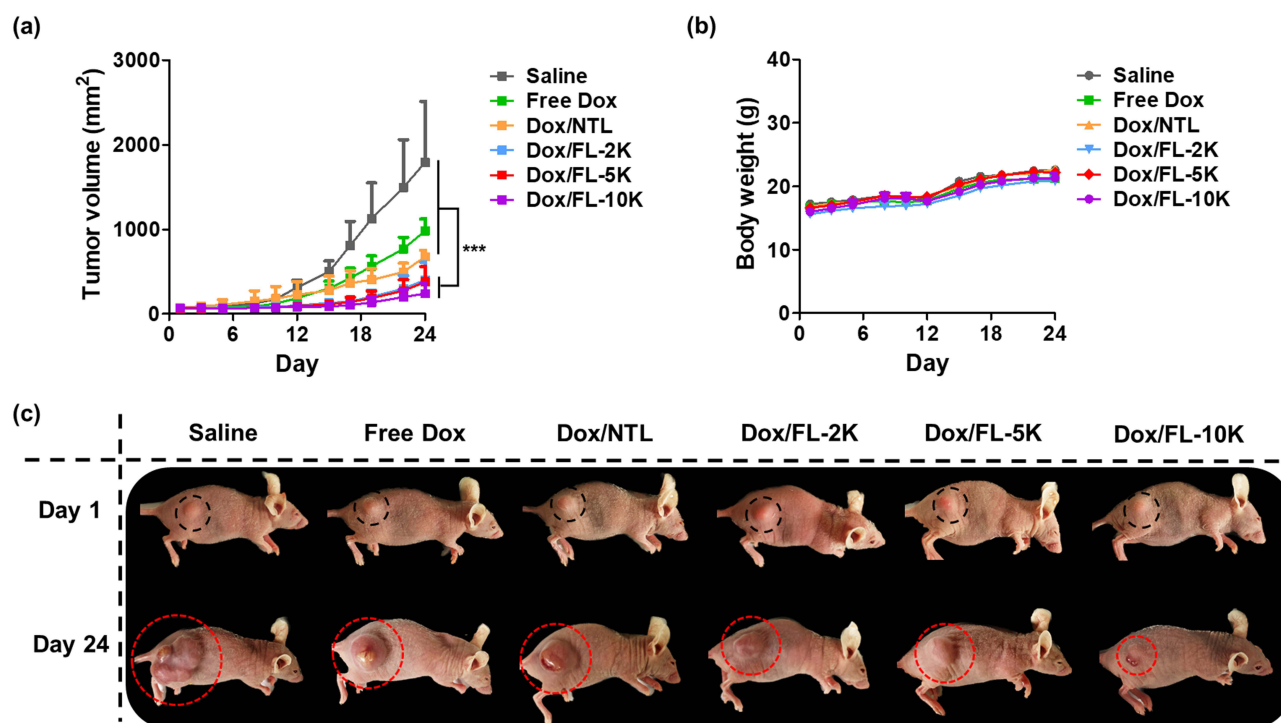 (a)
3000
2000
1000
0
0 6 12 18 24
Tumor volume (mm²)
Day
Saline
Free Dox
Dox/NTL
Dox/FL-2K
Dox/FL-5K
Dox/FL-10K
***
(b)
40
30
20
10
0
0 6 12 18 24
Body weight (g)
Day
Saline
Free Dox
Dox/NTL
Dox/FL-2K
Dox/FL-5K
Dox/FL-10K
(c)
Saline Free Dox Dox/NTL Dox/FL-2K Dox/FL-5K Dox/FL-10K
Day 1
Day 24